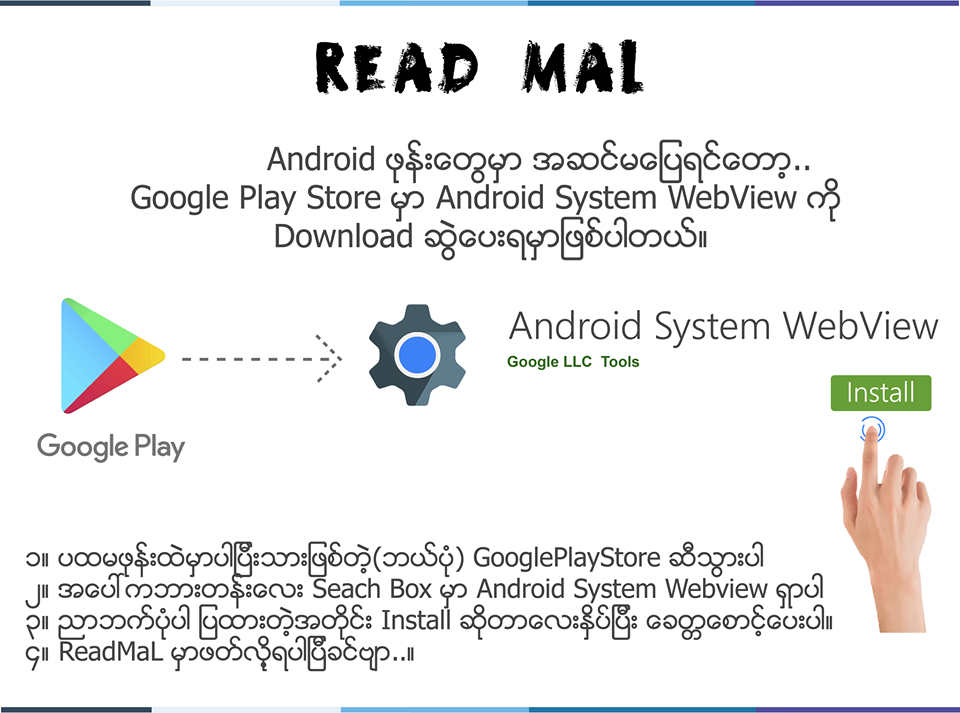 READ MAL
Android ဖုန်းတွေမှာ အဆင်မပြေရင်တော့..
Google Play Store မှာ Android System WebView ကို
Download ဆွဲပေးရမှာဖြစ်ပါတယ်။
Android System WebView
Google LLC Tools
Install
Google Play
၁။ ပထမဖုန်းထဲမှာပါပြီးသားဖြစ်တဲ့(ဘယ်ပုံ) GooglePlayStore ဆီသွားပါ
၂။ အပေါ်ကဘားတန်းလေး Seach Box မှာ Android System Webview ရှာပါ
၃။ ညာဘက်ပုံပါ ပြထားတဲ့အတိုင်း Install ဆိုတာလေးနှိပ်ပြီး ခေတ္တစောင့်ပေးပါ။
၄။ ReadMaL မှာဖတ်လို့ရပါပြီခင်ဗျာ..။